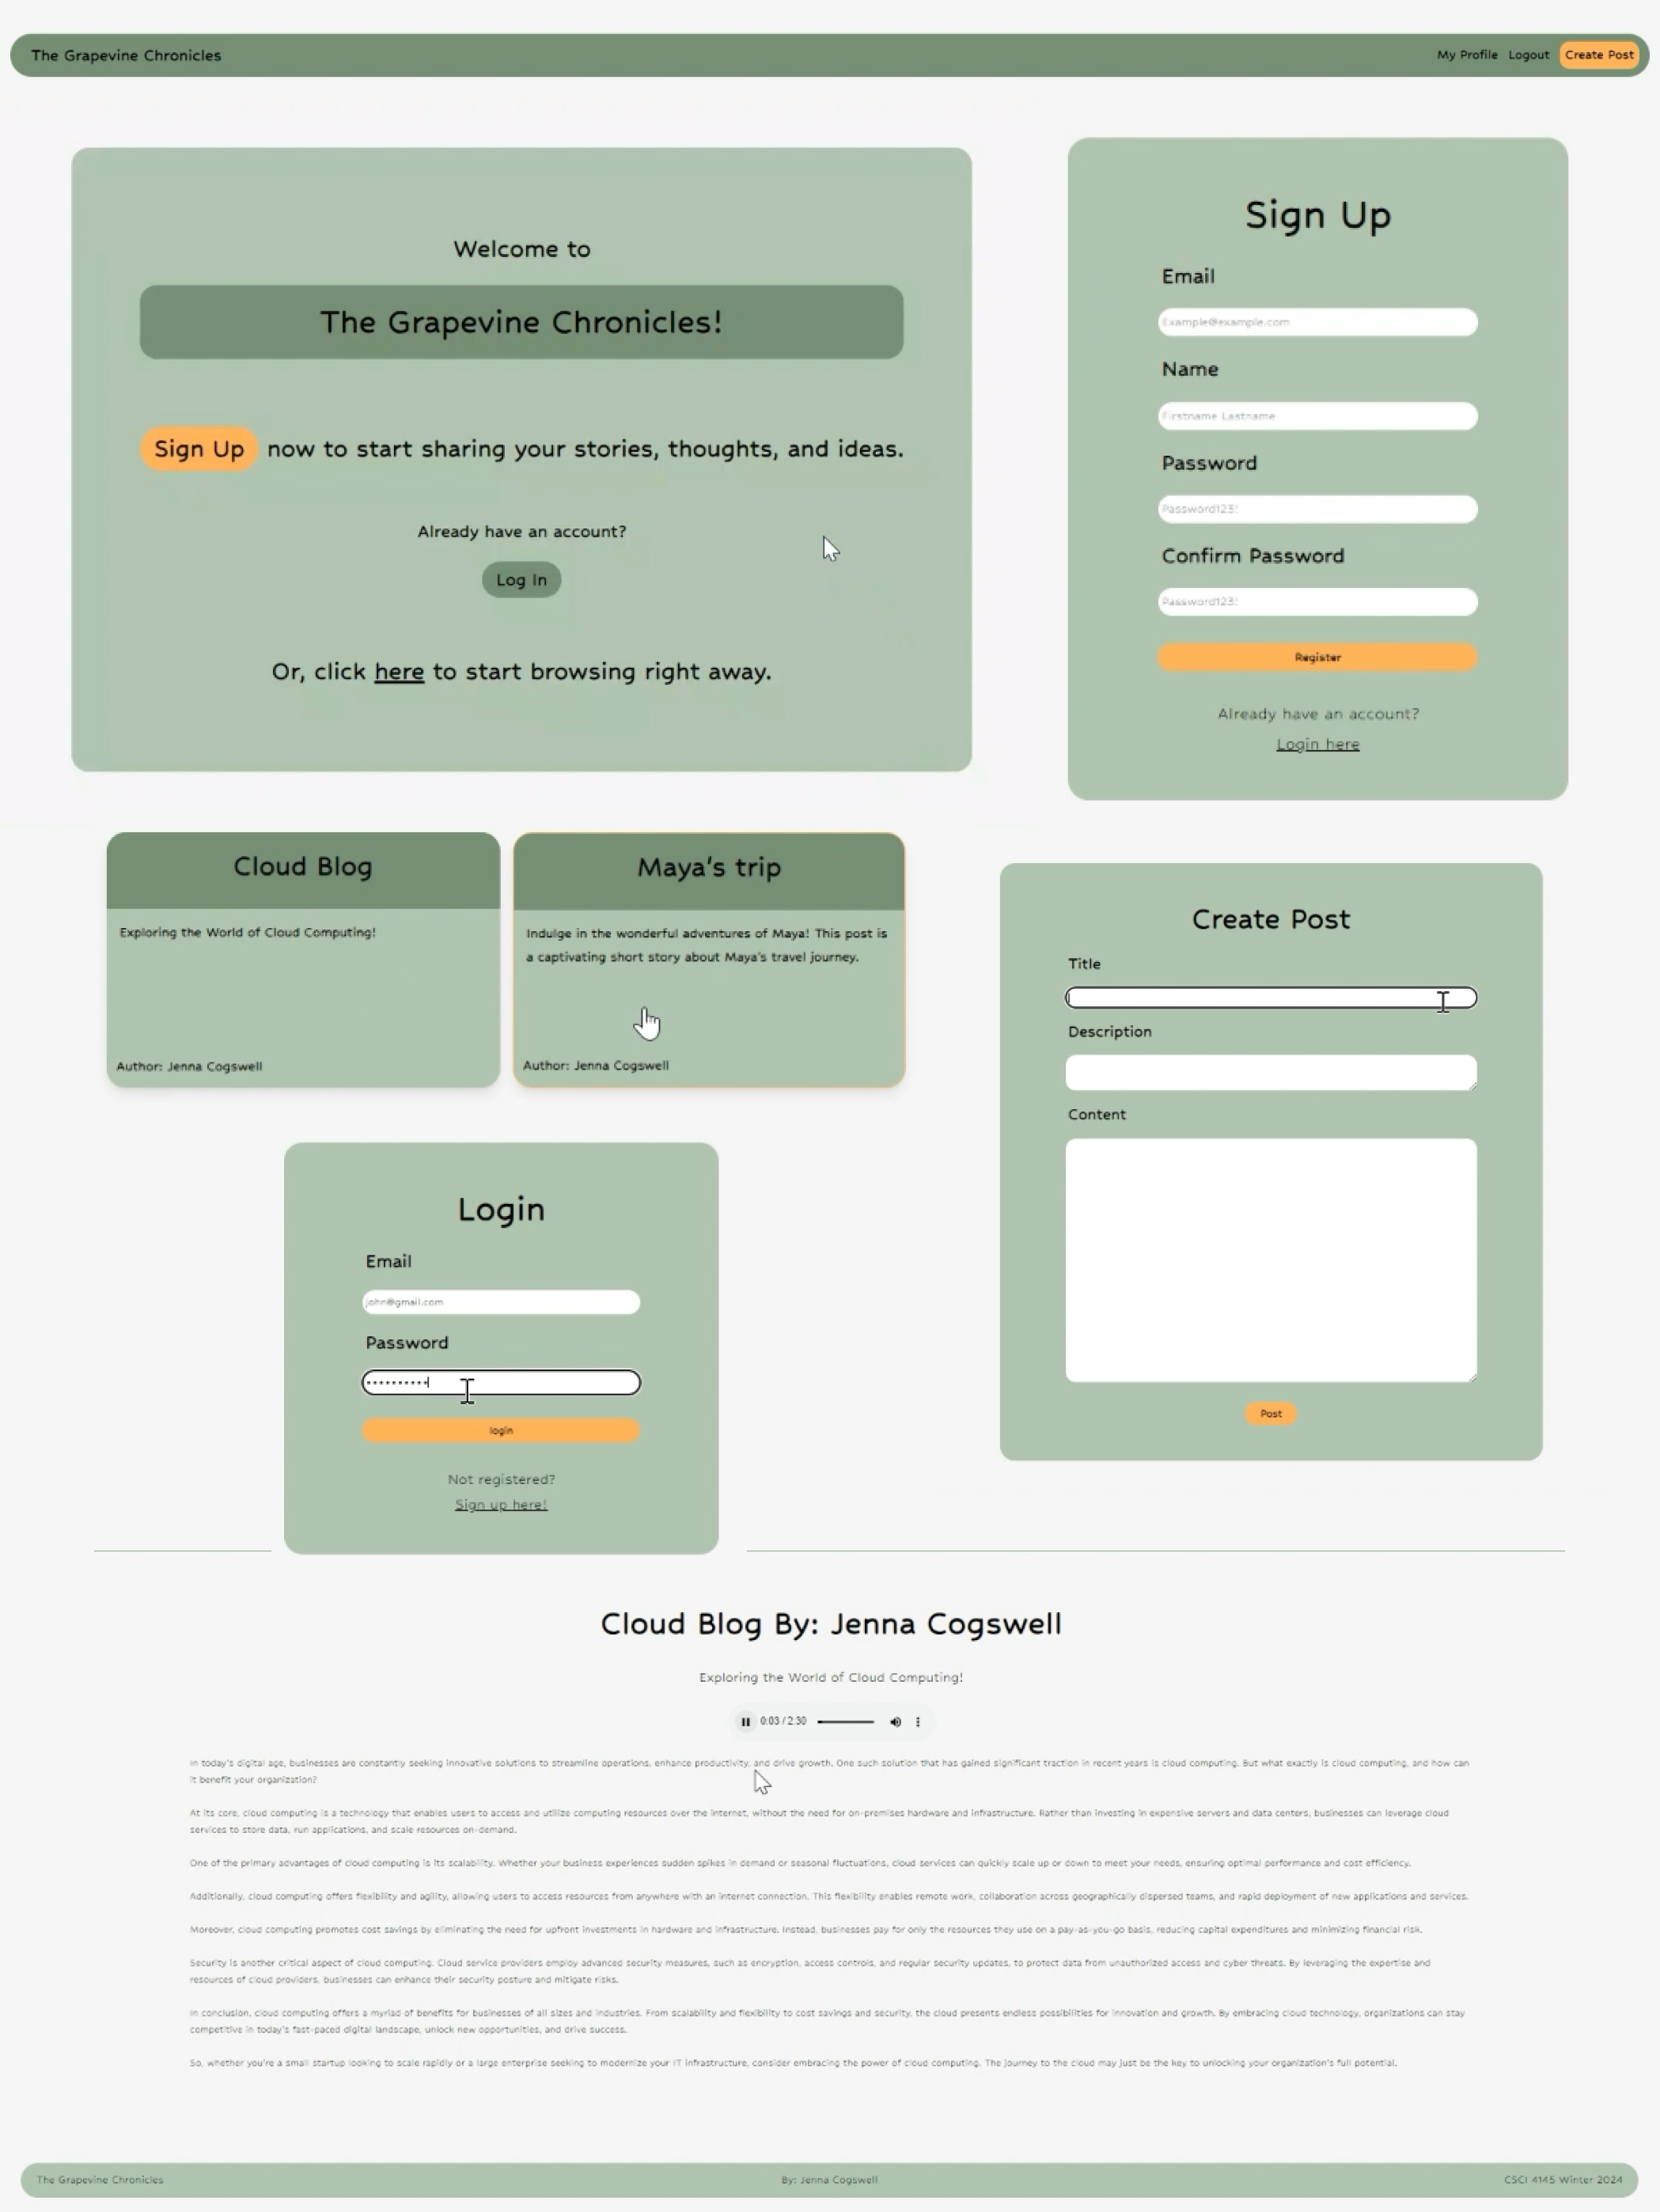 The Grapevine Chronicles
My Profile Logout Create Post
Welcome to
The Grapevine Chronicles!
Sign Up now to start sharing your stories, thoughts, and ideas.
Already have an account?
Log In
Or, click here to start browsing right away.
Sign Up
Email
Example@example.com
Name
Firstname Lastname
Password
Password123!
Confirm Password
Password123!
Register
Already have an account?
Login here
Cloud Blog
Exploring the World of Cloud Computing!
Author: Jenna Cogswell
Maya's trip
Indulge in the wonderful adventures of Maya! This post is
a captivating short story about Maya's travel journey.
Author: Jenna Cogswell
Create Post
Title
Description
Content
Post
Login
Email
john@gmail.com
Password
login
Not registered?
Sign up here!
Cloud Blog By: Jenna Cogswell
Exploring the World of Cloud Computing!
0:03 / 2:30
In today's digital age, businesses are constantly seeking innovative solutions to streamline operations, enhance productivity, and drive growth. One such solution that has gained significant traction in recent years is cloud computing. But what exactly is cloud computing, and how can
it benefit your organization?
At its core, cloud computing is a technology that enables users to access and utilize computing resources over the internet, without the need for on-premises hardware and infrastructure. Rather than investing in expensive servers and data centers, businesses can leverage cloud
services to store data, run applications, and scale resources on-demand.
One of the primary advantages of cloud computing is its scalability. Whether your business experiences sudden spikes in demand or seasonal fluctuations, cloud services can quickly scale up or down to meet your needs, ensuring optimal performance and cost efficiency.
Additionally, cloud computing offers flexibility and agility, allowing users to access resources from anywhere with an internet connection. This flexibility enables remote work, collaboration across geographically dispersed teams, and rapid deployment of new applications and services.
Moreover, cloud computing promotes cost savings by eliminating the need for upfront investments in hardware and infrastructure. Instead, businesses pay for only the resources they use on a pay-as-you-go basis, reducing capital expenditures and minimizing financial risk.
Security is another critical aspect of cloud computing. Cloud service providers employ advanced security measures, such as encryption, access controls, and regular security updates, to protect data from unauthorized access and cyber threats. By leveraging the expertise and
resources of cloud providers, businesses can enhance their security posture and mitigate risks.
In conclusion, cloud computing offers a myriad of benefits for businesses of all sizes and industries. From scalability and flexibility to cost savings and security, the cloud presents endless possibilities for innovation and growth. By embracing cloud technology, organizations can stay
competitive in today's fast-paced digital landscape, unlock new opportunities, and drive success.
So, whether you're a small startup looking to scale rapidly or a large enterprise seeking to modernize your IT infrastructure, consider embracing the power of cloud computing. The journey to the cloud may just be the key to unlocking your organization's full potential.
The Grapevine Chronicles
By: Jenna Cogswell
CSCI 4145 Winter 2024